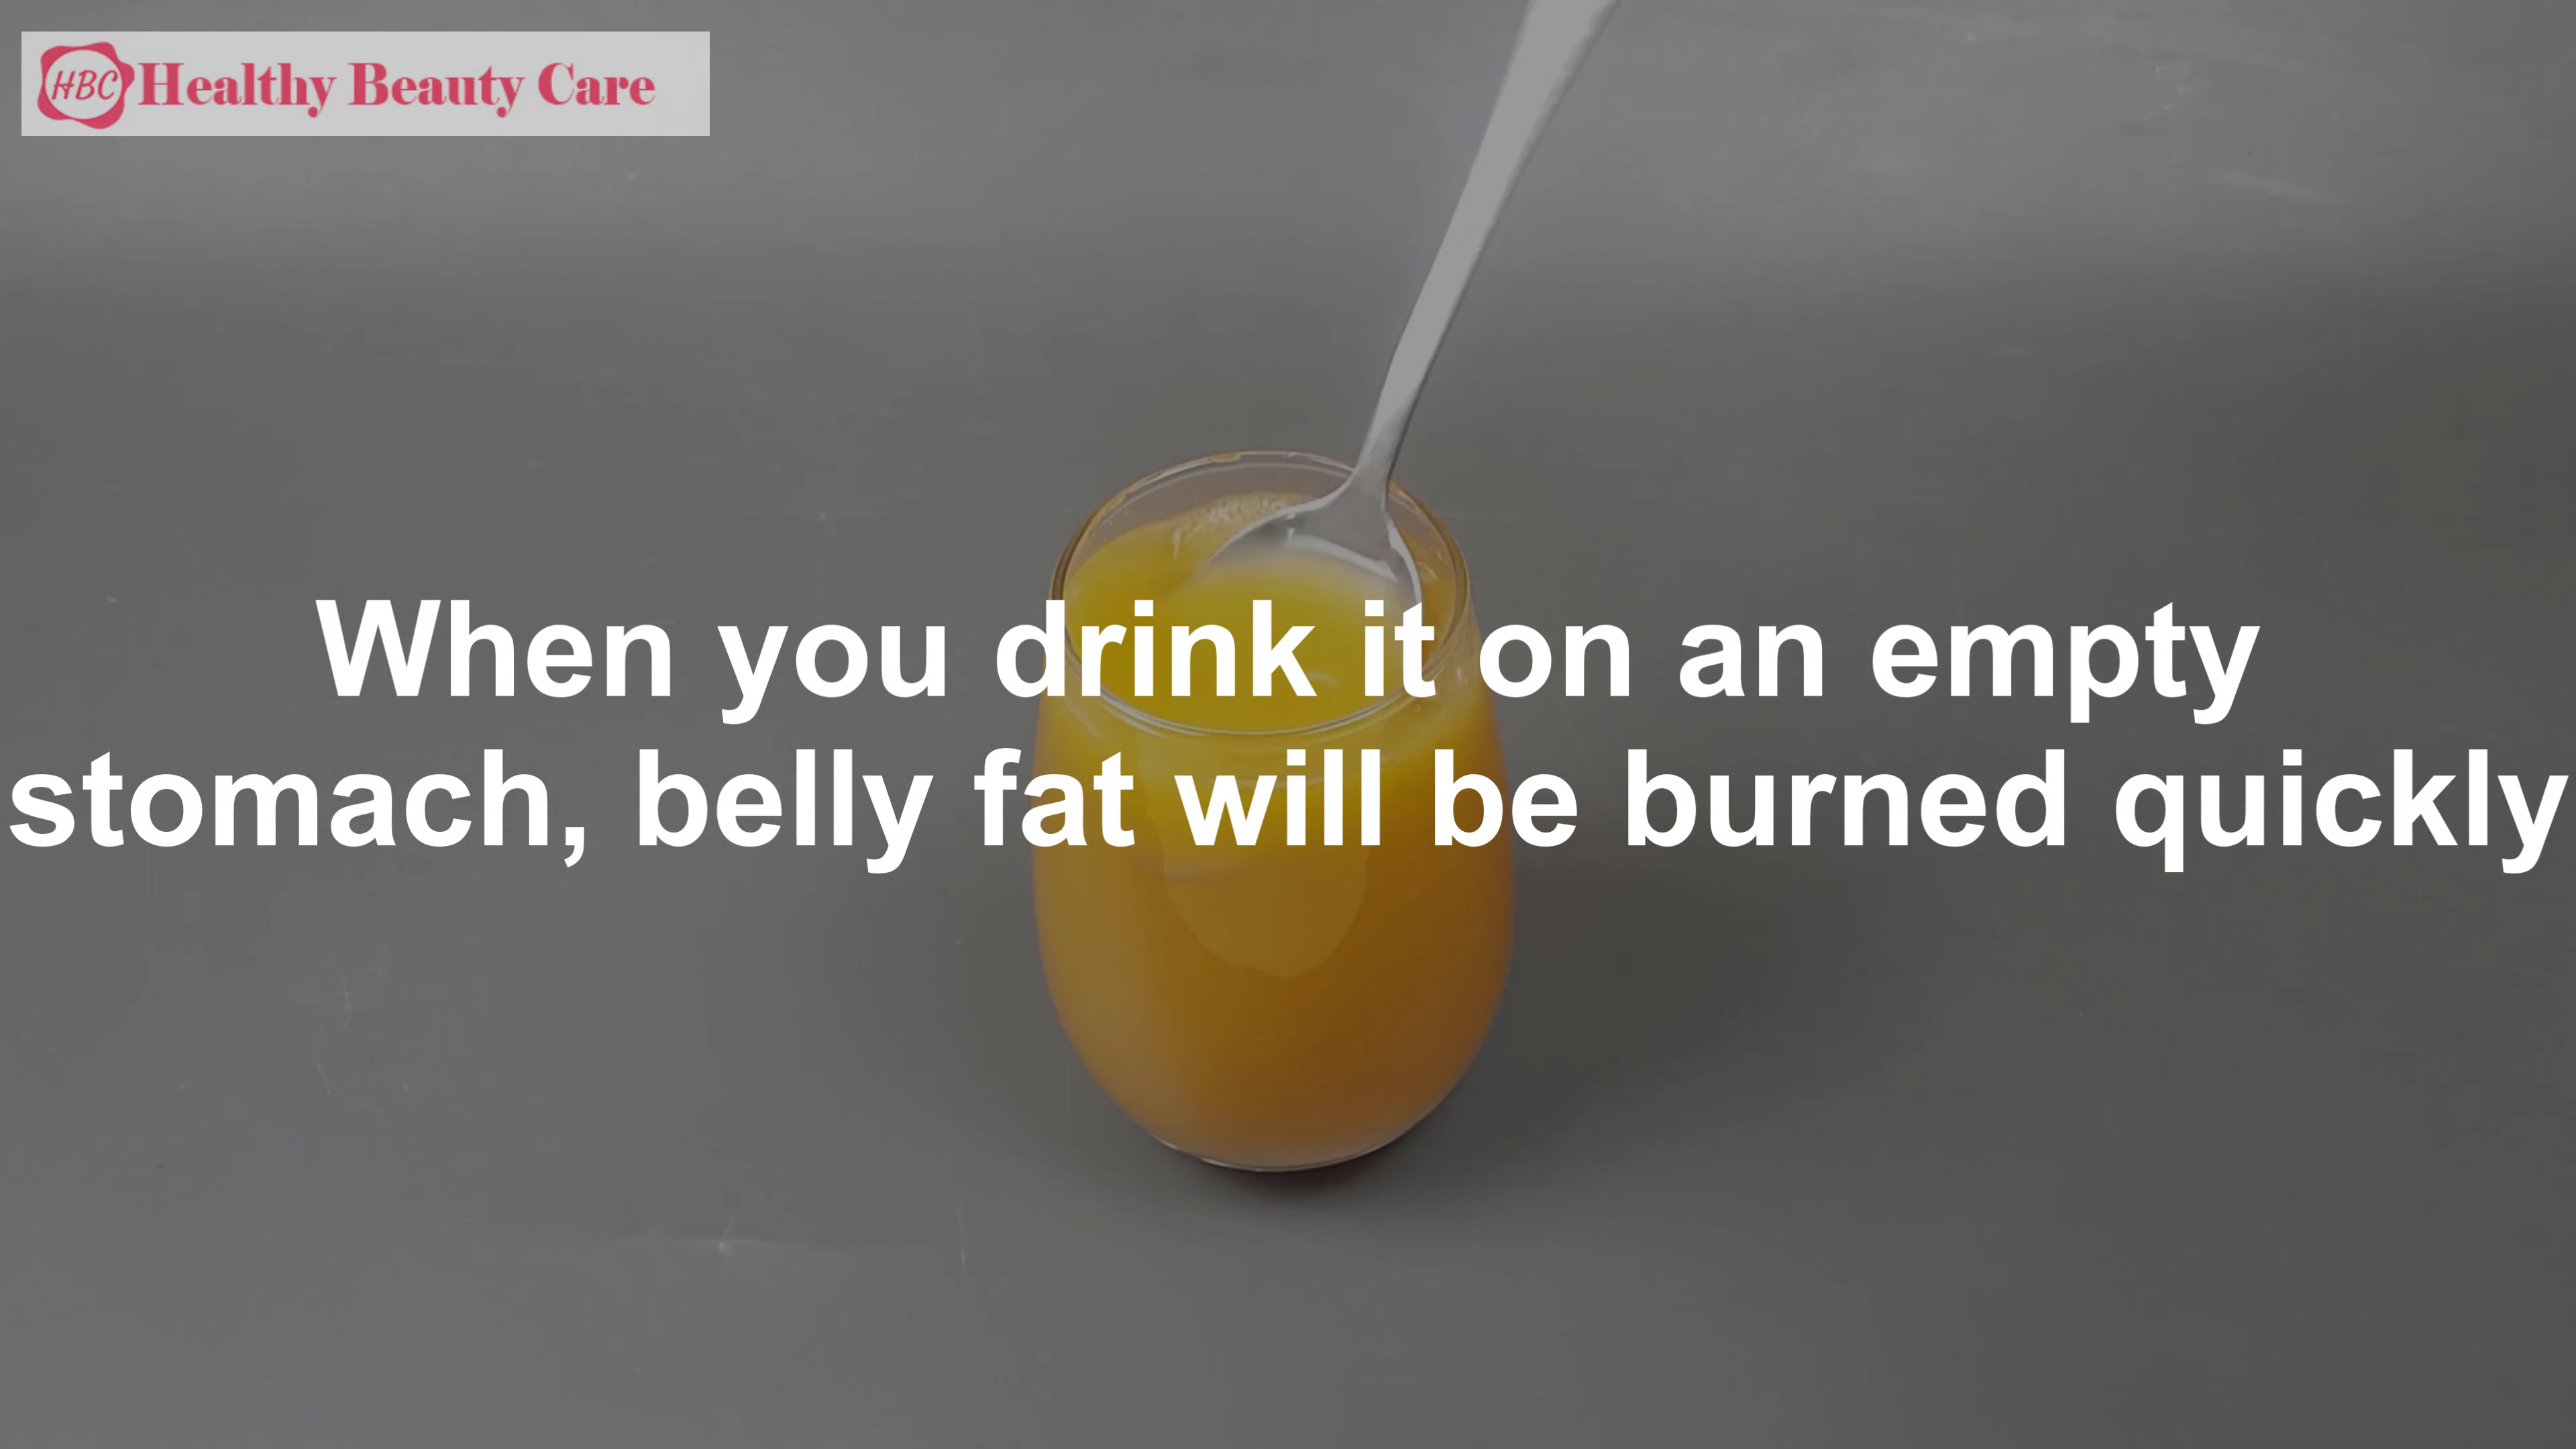 HBC Healthy Beauty Care
When you drink it on an empty
stomach, belly fat will be burned quickly